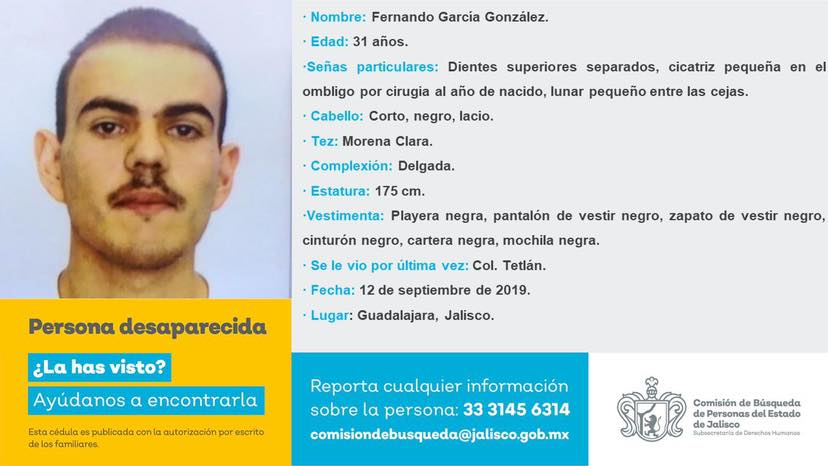 · Nombre: Fernando García González.
· Edad: 31 años.
·Señas particulares: Dientes superiores separados, cicatriz pequeña en el
ombligo por cirugia al año de nacido, lunar pequeño entre las cejas.
· Cabello: Corto, negro, lacio.
· Tez: Morena Clara.
· Complexión: Delgada.
· Estatura: 175 cm.
·Vestimenta: Playera negra, pantalón de vestir negro, zapato de vestir negro,
cinturón negro, cartera negra, mochila negra.
· Se le vio por última vez: Col. Tetlán.
· Fecha: 12 de septiembre de 2019.
· Lugar: Guadalajara, Jalisco.
Persona desaparecida
¿La has visto?
Ayúdanos a encontrarla
Esta cédula es publicada con la autorización por escrito
de los familiares.
Reporta cualquier información
sobre la persona: 33 3145 6314
comisiondebusqueda@jalisco.gob.mx
Comisión de Búsqueda
de Personas del Estado
de Jalisco
Subsecretaría de Derechos Humanos